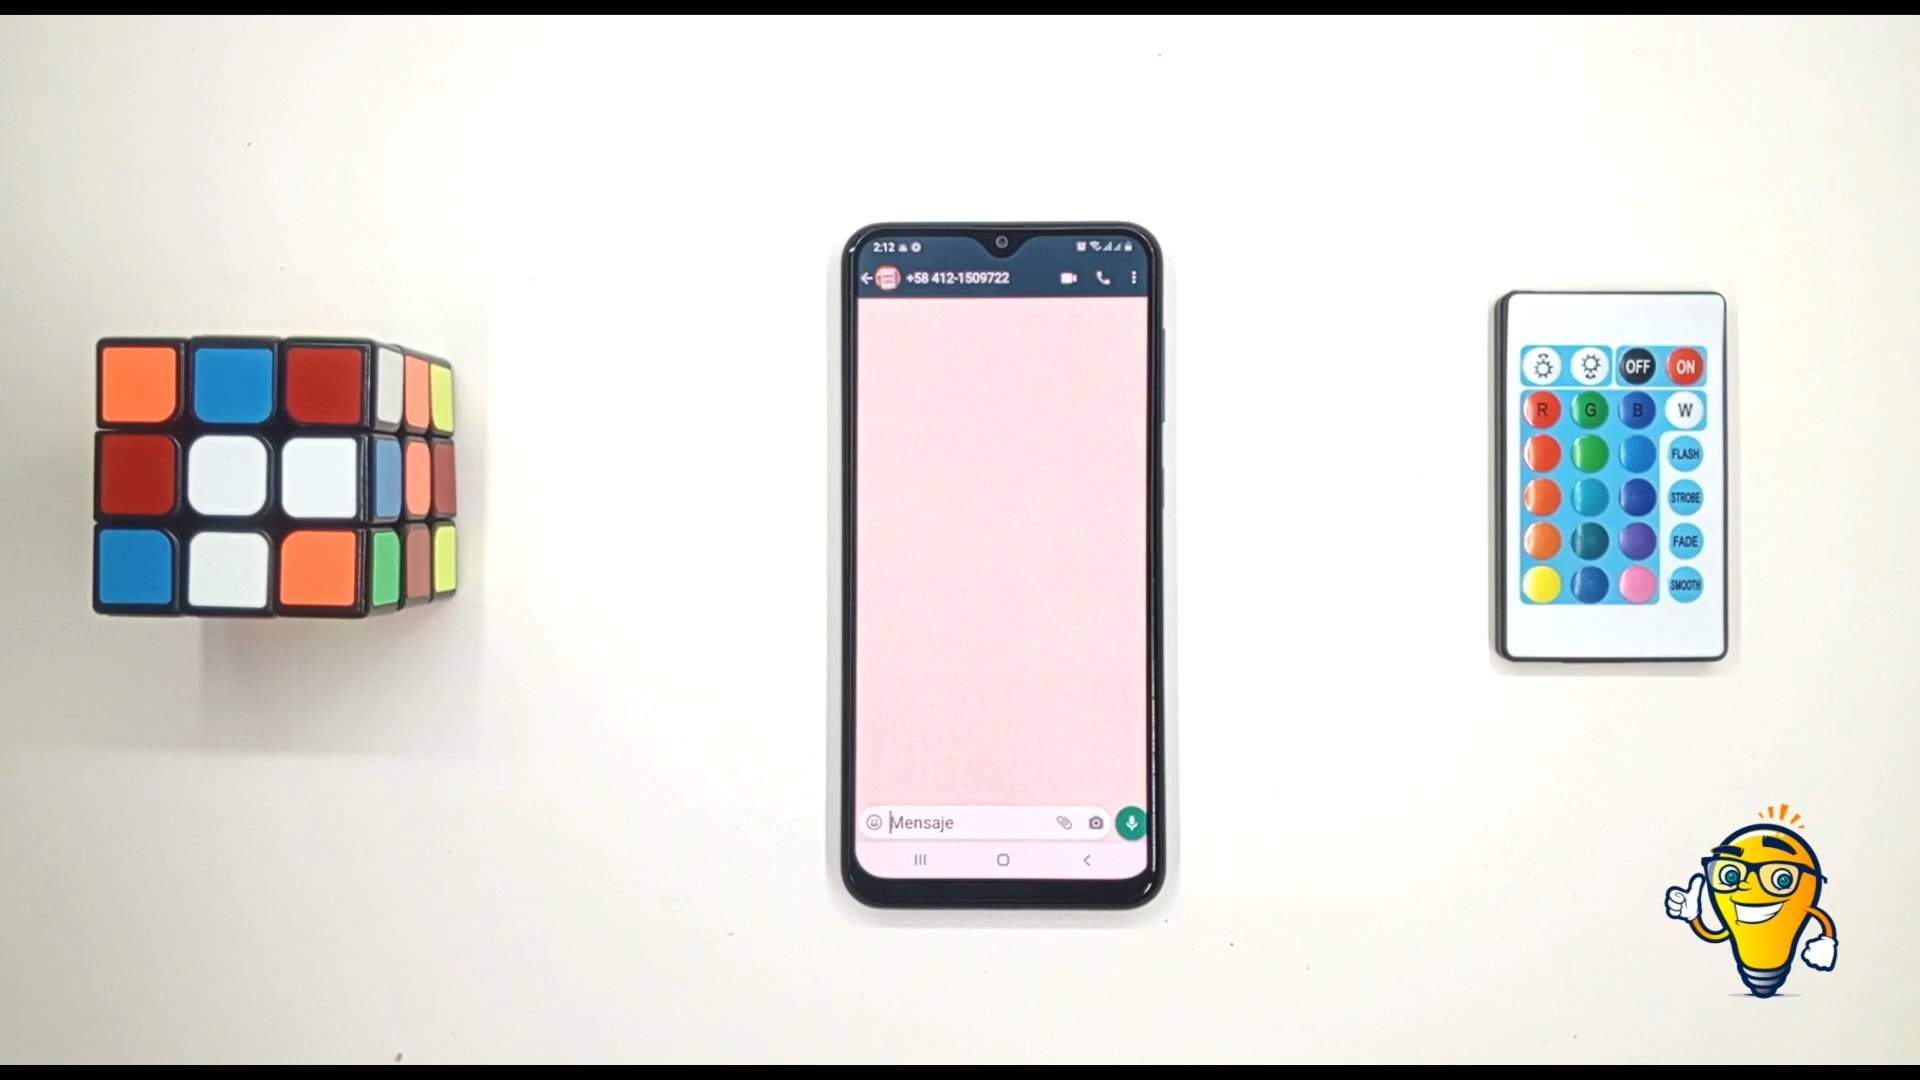 2:12
+58 412-1509722
Mensaje
OFF ON
R G B W
FLASH
STROBE
FADE
SMOOTH